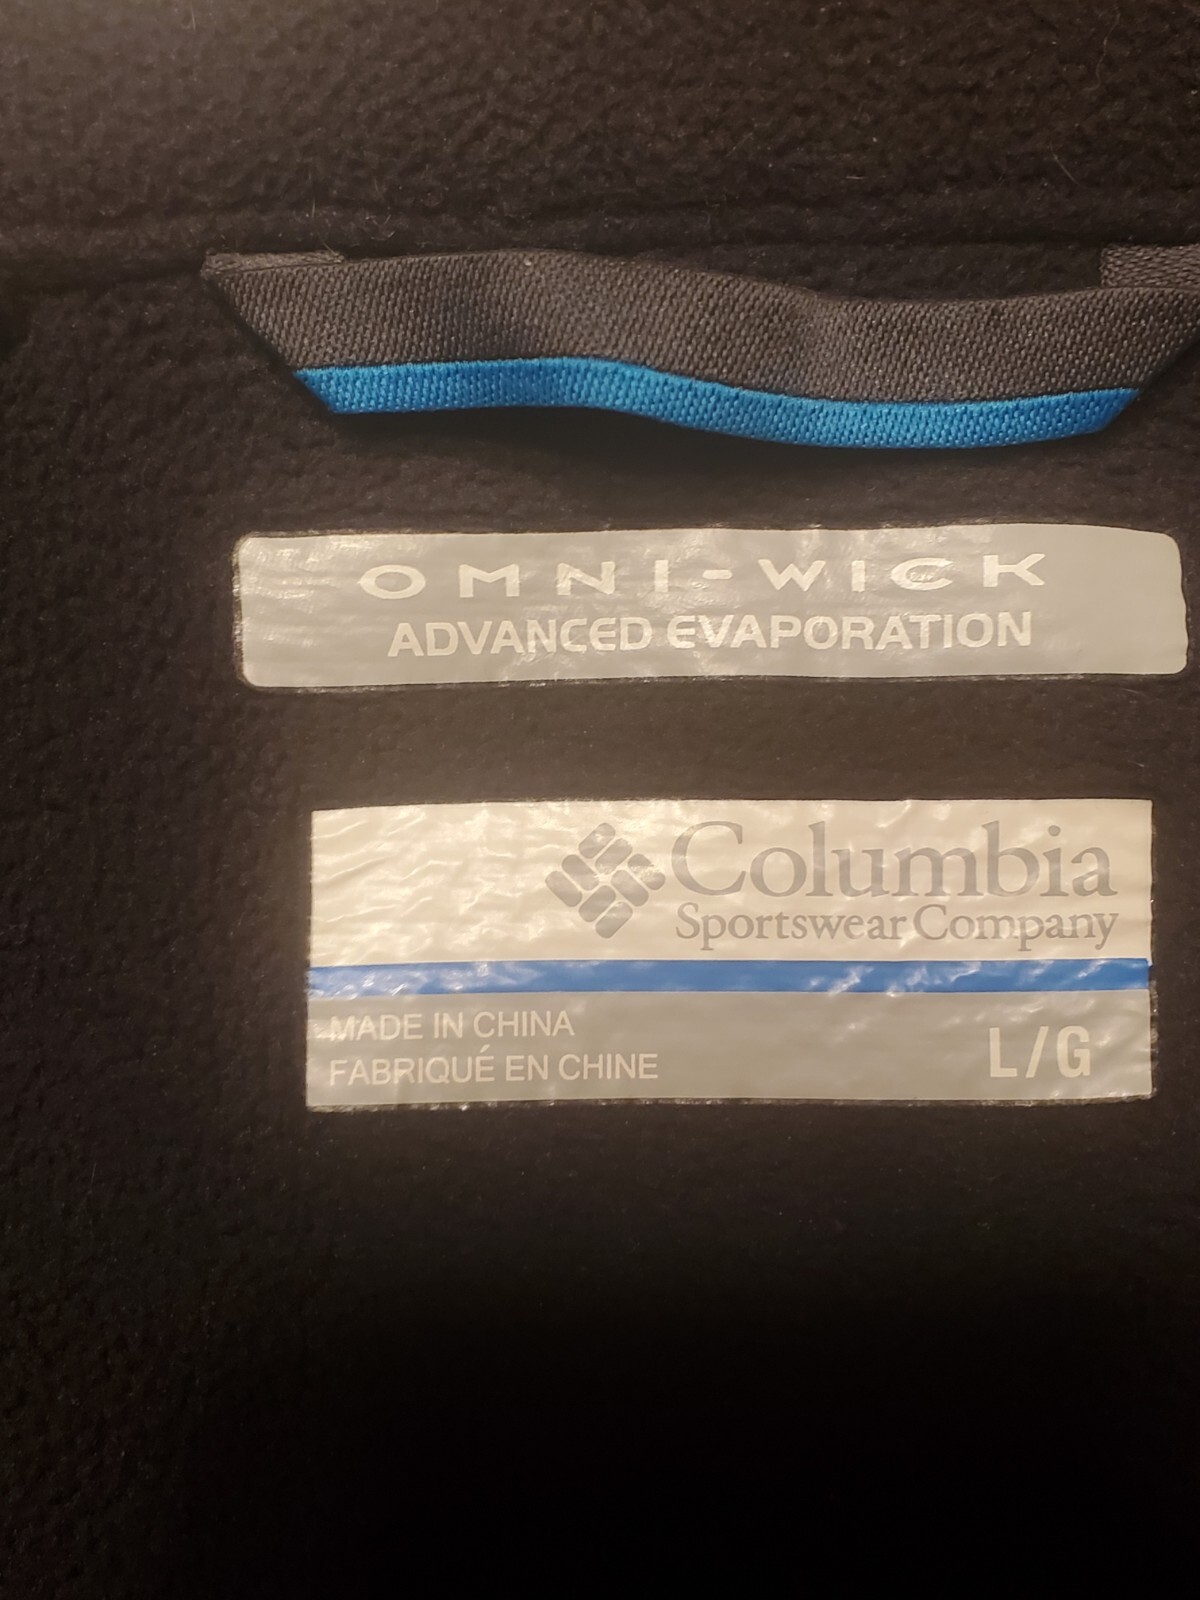 OMNI-WICK
ADVANCED EVAPORATION
Columbia
Sportswear Company
MADE IN CHINA
FABRIQUÉ EN CHINE
L/G